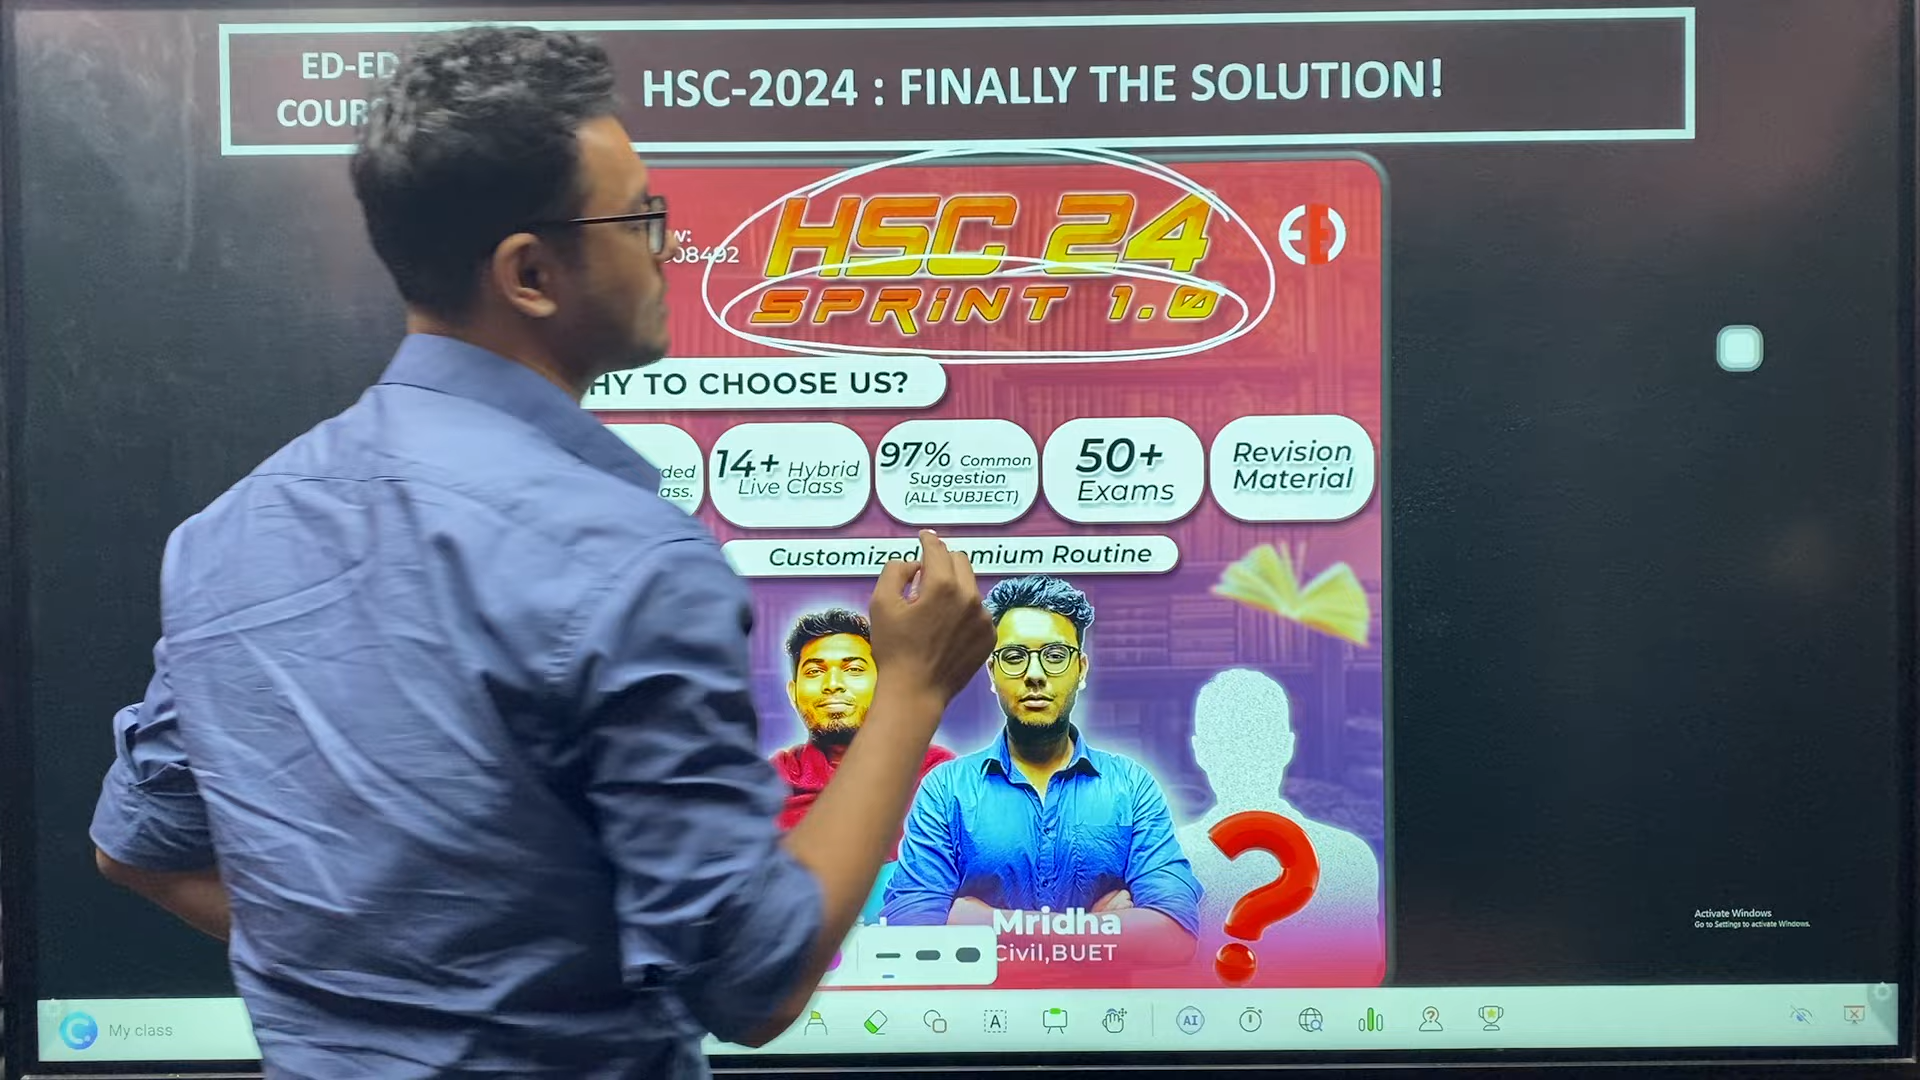 ED-ED
COUR
HSC-2024 : FINALLY THE SOLUTION!
HSC 24
w:
08492
SPRiNT 1.0
HY TO CHOOSE US?
ded
ass.
14+ Hybrid
Live Class
97% Common
Suggestion
(ALL SUBJECT)
50+
Exams
Revision
Material
Customized mium Routine
Mridha
Civil,BUET
Activate Windows
Go to Settings to activate Windows.
My class
A
AI